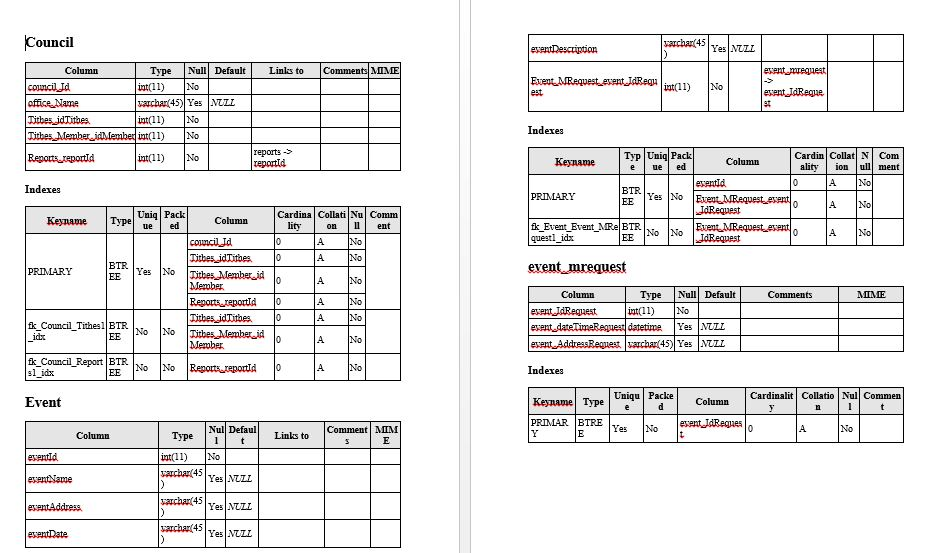 Council
Column Type Null Default Links to Comments MIME
council_Id int(11) No
office_Name varchar(45) Yes NULL
Tithes_idTithes int(11) No
Tithes_Member_idMember int(11) No
Reports_reportId int(11) No reports -> reportId
Indexes
Keyname Type Unique Packed Column Cardinality Collation Null Comment
PRIMARY BTREE Yes No council_Id 0 A No
Tithes_idTithes 0 A No
Tithes_Member_idMember 0 A No
Reports_reportId 0 A No
fk_Council_Tithes1_idx BTREE No No Tithes_idTithes 0 A No
Tithes_Member_idMember 0 A No
fk_Council_Reports1_idx BTREE No No Reports_reportId 0 A No
Event
Column Type Null Default Links to Comments MIME
eventId int(11) No
eventName varchar(45) Yes NULL
eventAddress varchar(45) Yes NULL
eventDate varchar(45) Yes NULL
eventDescription varchar(45) Yes NULL
Event_MRequest_event_IdRequest int(11) No event_mrequest -> event_IdRequest
Indexes
Keyname Type Unique Packed Column Cardinality Collation Null Comment
PRIMARY BTREE Yes No eventId 0 A No
Event_MRequest_event_IdRequest 0 A No
fk_Event_Event_MRequest1_idx BTREE No No Event_MRequest_event_IdRequest 0 A No
event_mrequest
Column Type Null Default Comments MIME
event_IdRequest int(11) No
event_dateTimeRequest datetime Yes NULL
event_AddressRequest varchar(45) Yes NULL
Indexes
Keyname Type Unique Packed Column Cardinality Collation Null Comment
PRIMARY BTREE Yes No event_IdRequest 0 A No